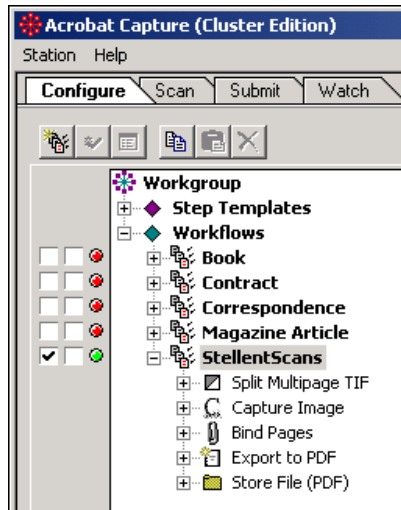 Acrobat Capture (Cluster Edition)
Station Help
Configure Scan Submit Watch
Workgroup
Step Templates
Workflows
Book
Contract
Correspondence
Magazine Article
StellentScans
Split Multipage TIF
Capture Image
Bind Pages
Export to PDF
Store File (PDF)